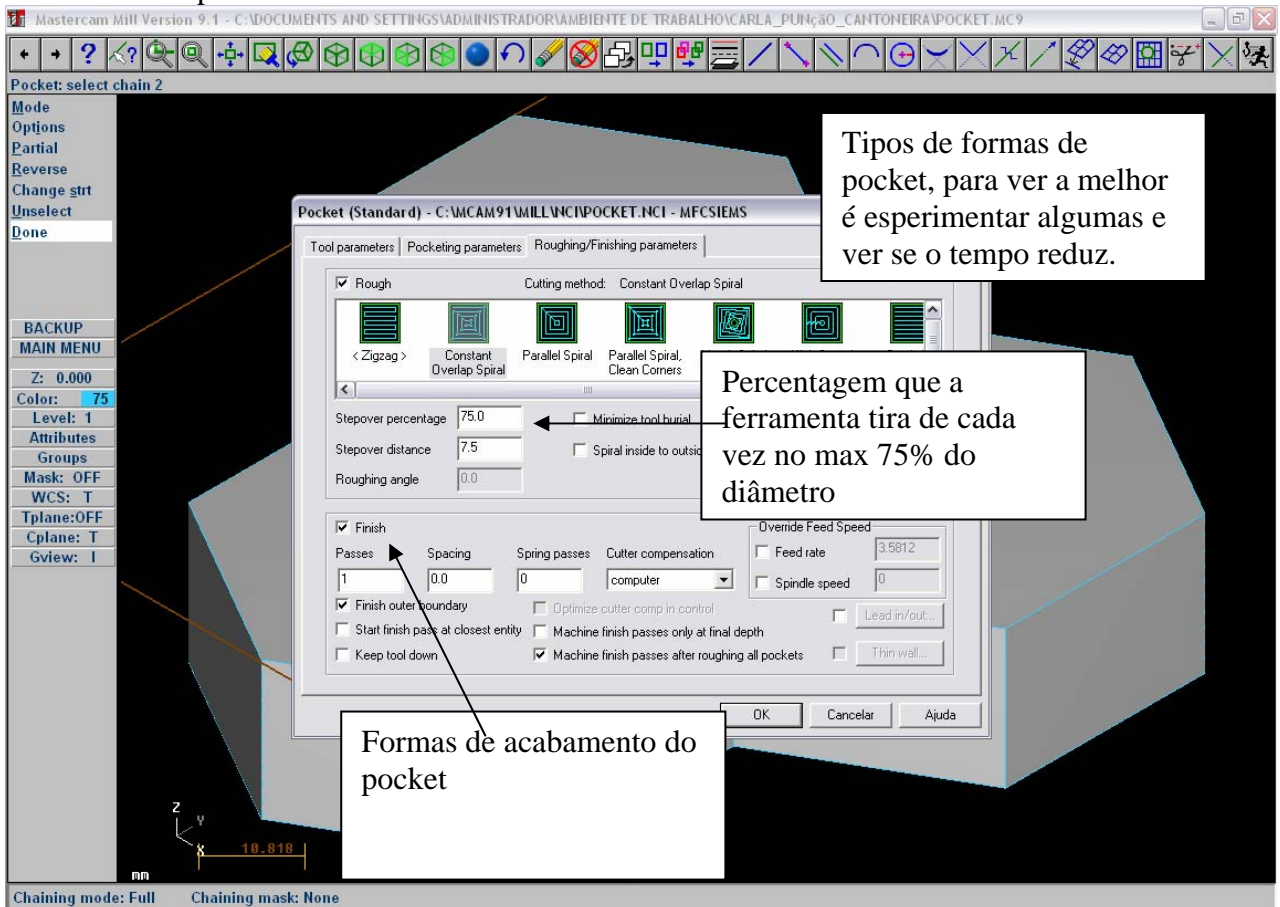 Mastercam Mill Version 9.1 - C:\DOCUMENTS AND SETTINGS\ADMINISTRADOR\AMBIENTE DE TRABALHO\CARLA_PUNção_CANTONEIRA\POCKET.MC9
Pocket: select chain 2
Mode
Options
Partial
Reverse
Change strt
Unselect
Done
BACKUP
MAIN MENU
Z: 0.000
Color: 75
Level: 1
Attributes
Groups
Mask: OFF
WCS: T
Tplane:OFF
Cplane: T
Gview: I
Tipos de formas de
pocket, para ver a melhor
é esperimentar algumas e
ver se o tempo reduz.
Pocket (Standard) - C:\MCAM91\MILL\NCI\POCKET.NCI - MFCSIEMS
Tool parameters Pocketing parameters Roughing/Finishing parameters
Rough Cutting method: Constant Overlap Spiral
< Zigzag > Constant Overlap Spiral Parallel Spiral Parallel Spiral, Clean Corners
Stepover percentage 75.0 Minimize tool burial
Stepover distance 7.5 Spiral inside to outsid
Roughing angle 0.0
Percentagem que a
ferramenta tira de cada
vez no max 75% do
diâmetro
Finish
Override Feed Speed
Passes Spacing Spring passes Cutter compensation
1 0.0 0 computer
Feed rate 3.5812
Spindle speed 0
Finish outer boundary Optimize cutter comp in control Lead in/out...
Start finish pass at closest entity Machine finish passes only at final depth
Keep tool down Machine finish passes after roughing all pockets Thin wall...
OK Cancelar Ajuda
Formas de acabamento do
pocket
Z
Y
X
10.818
mm
Chaining mode: Full Chaining mask: None